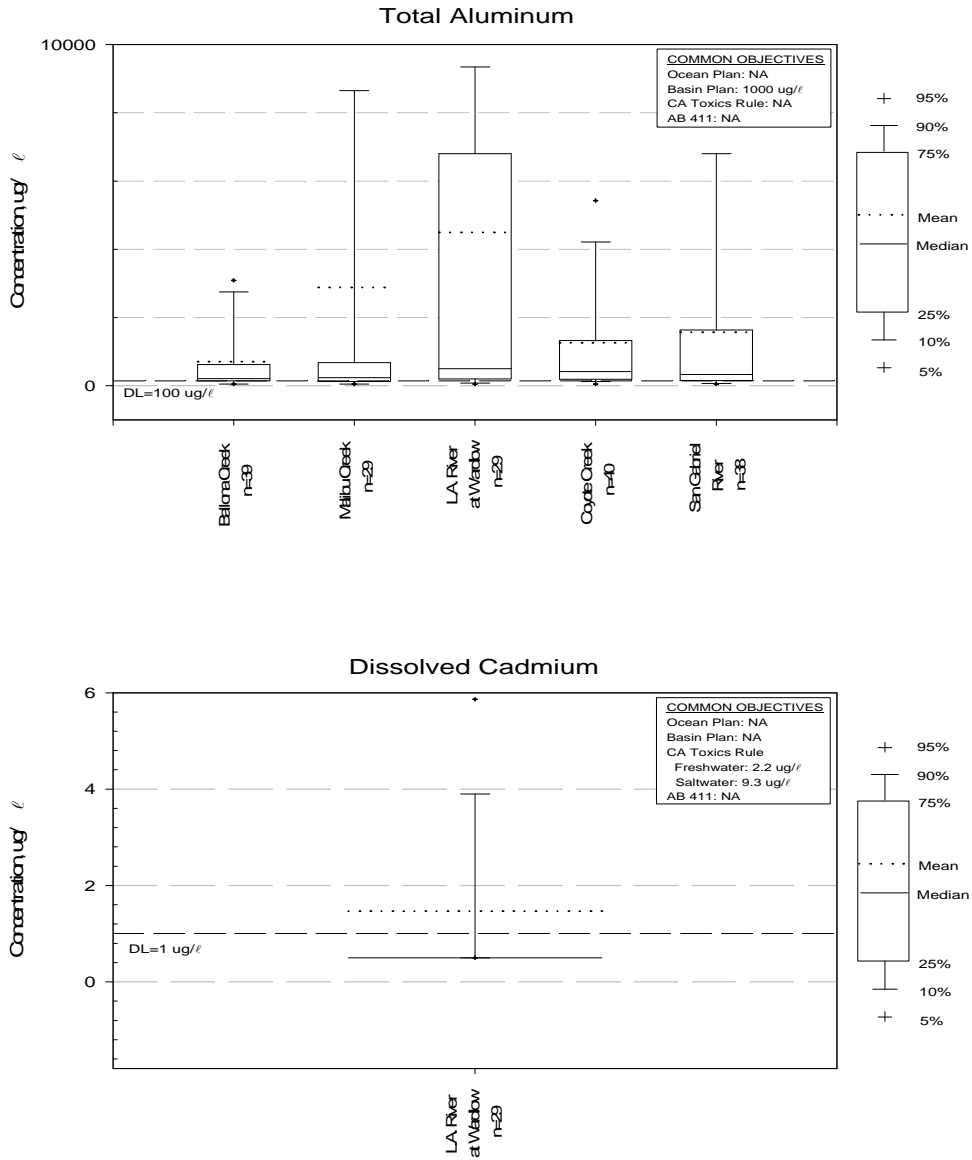 Total Aluminum
10000
0
Concentration, ug/ ℓ
DL=100 ug/ℓ
COMMON OBJECTIVES
Ocean Plan: NA
Basin Plan: 1000 ug/ℓ
CA Toxics Rule: NA
AB 411: NA
95%
90%
75%
Mean
Median
25%
10%
5%
Ballona Creek
n=39
Malibu Creek
n=29
L.A. River
at Wardlow
n=29
Coyote Creek
n=40
San Gabriel
River
n=38
Dissolved Cadmium
6
4
2
0
Concentration, ug/ ℓ
DL=1 ug/ℓ
COMMON OBJECTIVES
Ocean Plan: NA
Basin Plan: NA
CA Toxics Rule
Freshwater: 2.2 ug/ℓ
Saltwater: 9.3 ug/ℓ
AB 411: NA
95%
90%
75%
Mean
Median
25%
10%
5%
L.A. River
at Wardlow
n=29